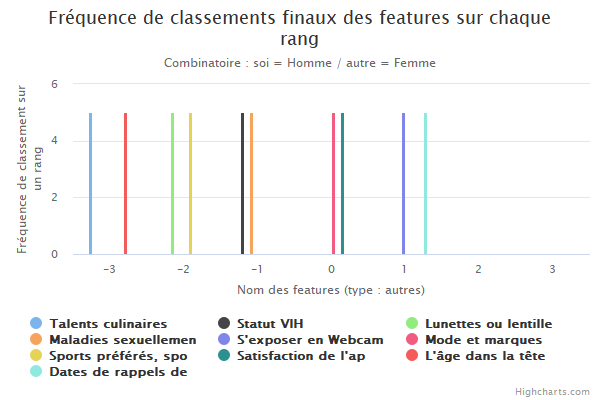 Fréquence de classements finaux des features sur chaque
rang
Combinatoire : soi = Homme / autre = Femme
Fréquence de classement sur
un rang
6
4
2
0
−3
−2
−1
0
1
2
3
Nom des features (type : autres)
Talents culinaires
Statut VIH
Lunettes ou lentille
Maladies sexuellemen
S'exposer en Webcam
Mode et marques
Sports préférés, spo
Satisfaction de l'ap
L'âge dans la tête
Dates de rappels de
Highcharts.com